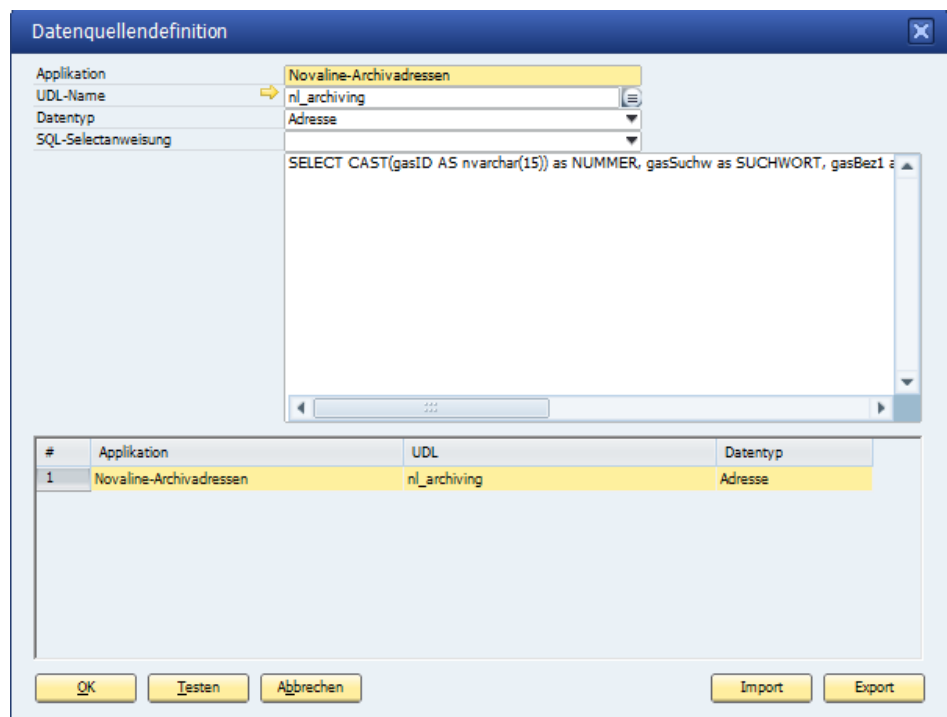 Datenquellendefinition
Applikation Novaline-Archivadressen
UDL-Name nl_archiving
Datentyp Adresse
SQL-Selectanweisung
SELECT CAST(gasID AS nvarchar(15)) as NUMMER, gasSuchw as SUCHWORT, gasBez1
# Applikation UDL Datentyp
1 Novaline-Archivadressen nl_archiving Adresse
OK Testen Abbrechen Import Export